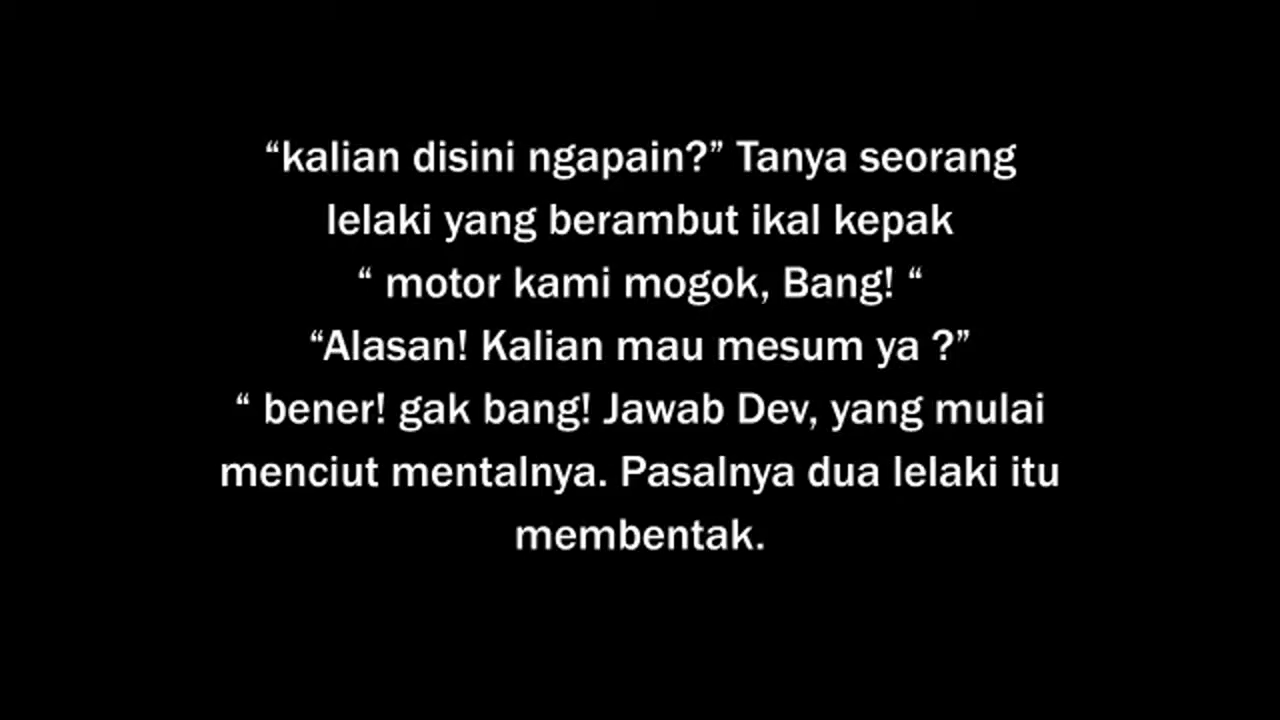 “kalian disini ngapain?” Tanya seorang
lelaki yang berambut ikal kepak
“ motor kami mogok, Bang! “
“Alasan! Kalian mau mesum ya ?”
“ bener! gak bang! Jawab Dev, yang mulai
menciut mentalnya. Pasalnya dua lelaki itu
membentak.